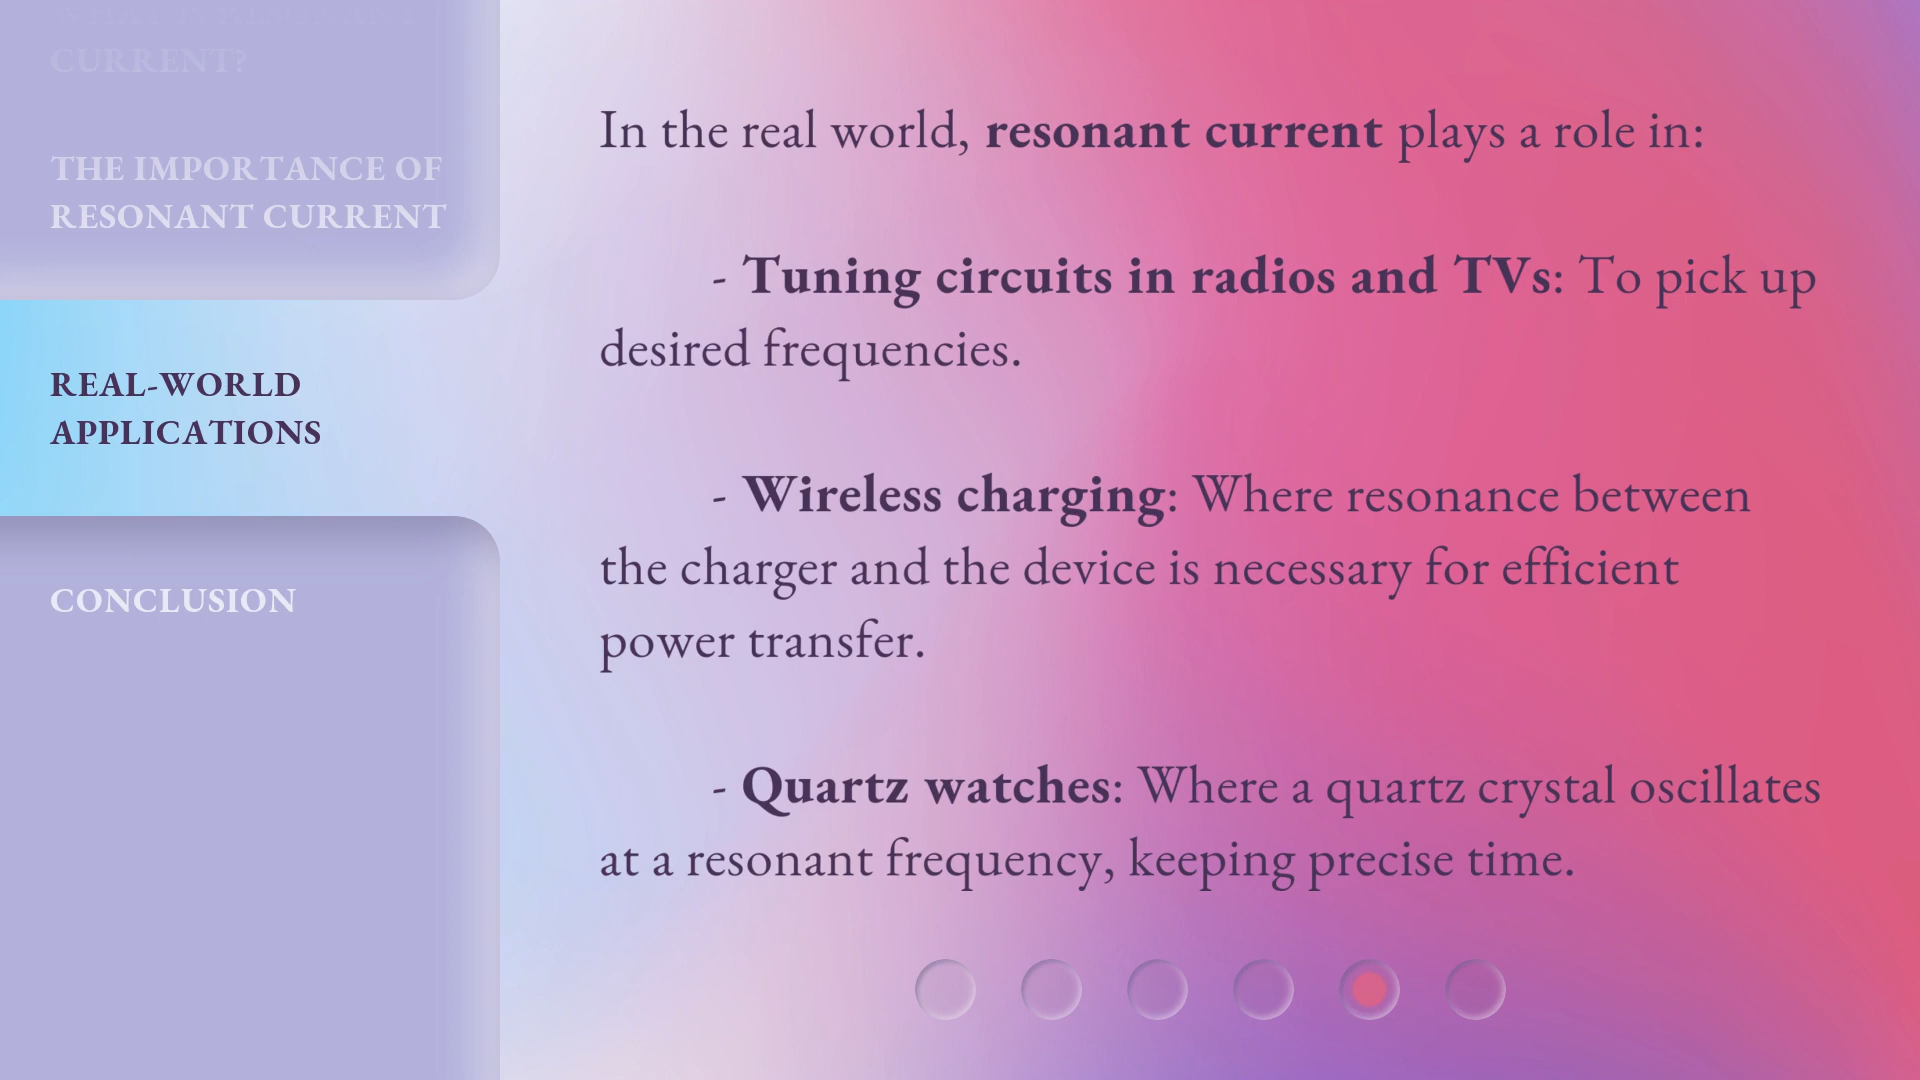 CURRENT?
THE IMPORTANCE OF
RESONANT CURRENT
REAL-WORLD
APPLICATIONS
CONCLUSION
In the real world, resonant current plays a role in:
- Tuning circuits in radios and TVs: To pick up
desired frequencies.
- Wireless charging: Where resonance between
the charger and the device is necessary for efficient
power transfer.
- Quartz watches: Where a quartz crystal oscillates
at a resonant frequency, keeping precise time.